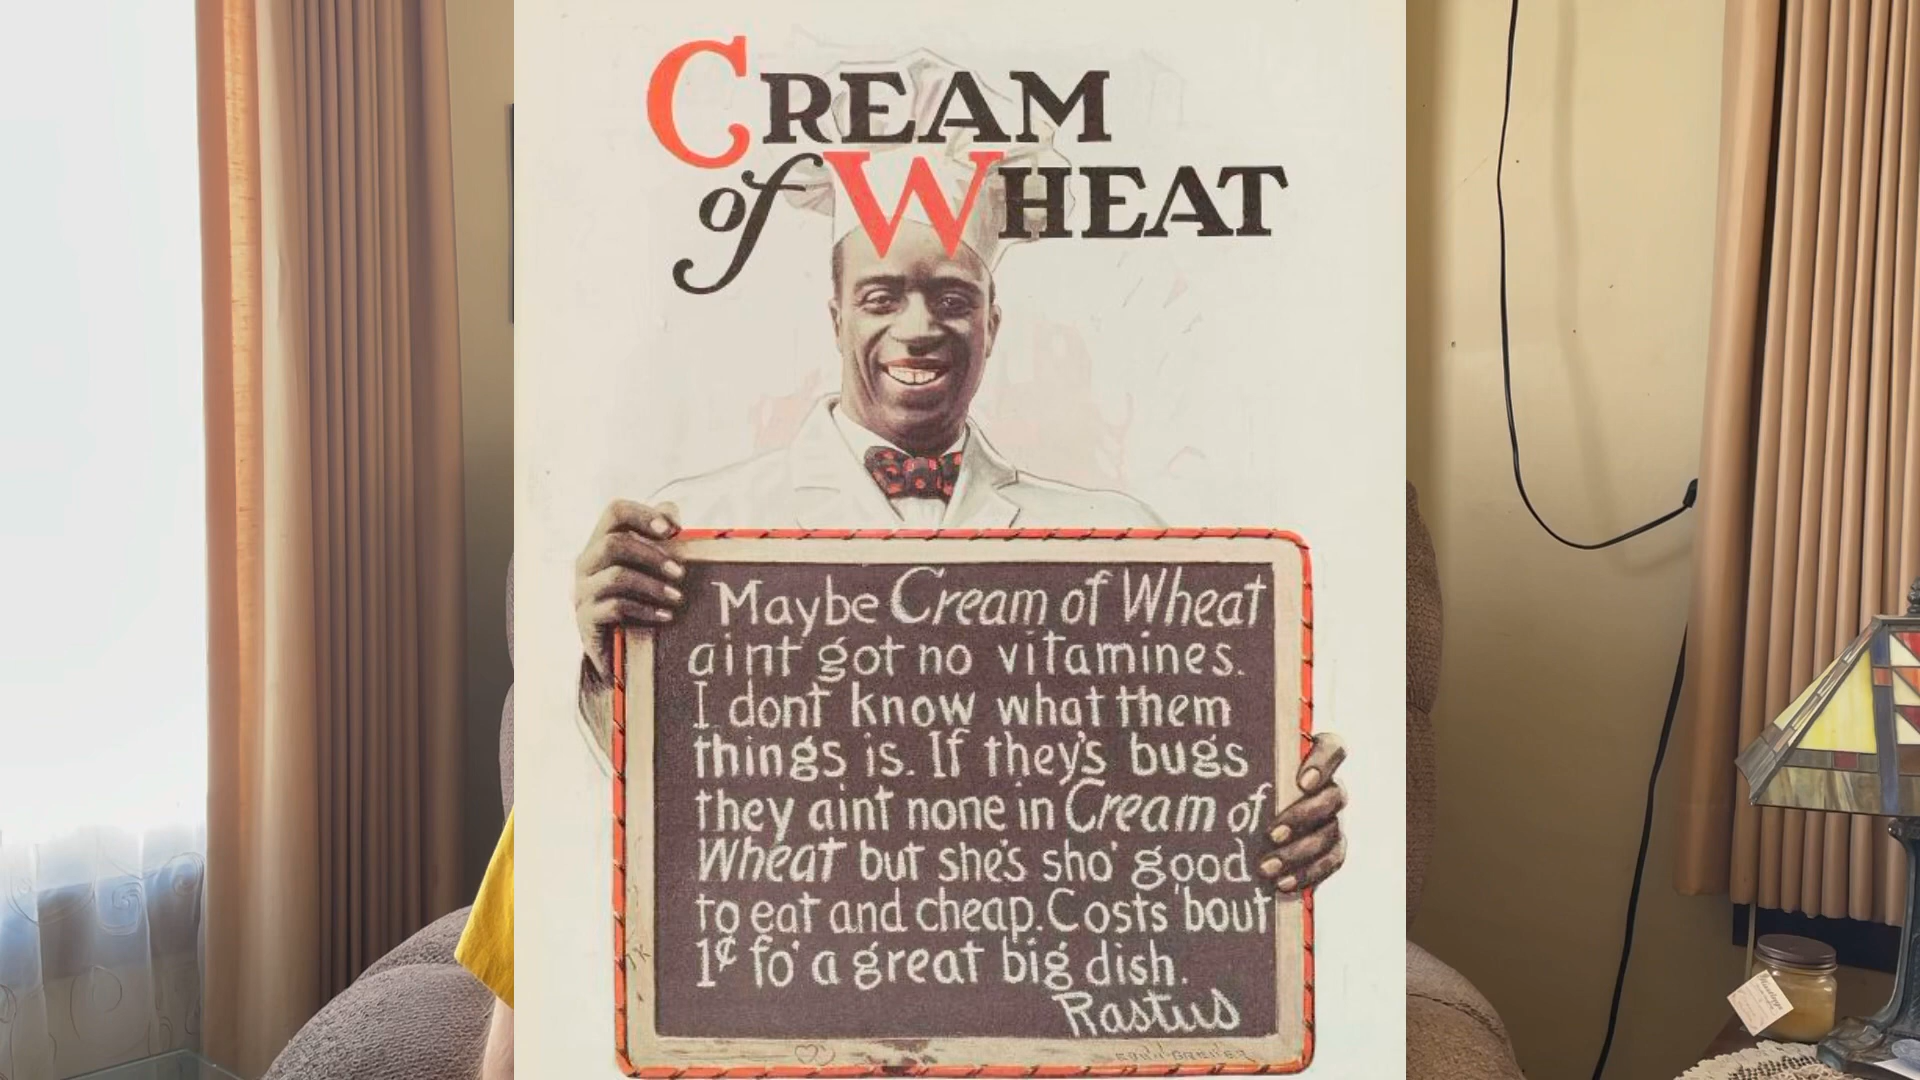 CREAM
of WHEAT
Maybe Cream of Wheat
aint got no vitamines.
I dont know what them
things is. If they's bugs
they aint none in Cream of
Wheat but she's sho' good
to eat and cheap. Costs 'bout
1¢ fo' a great big dish.
Rastus